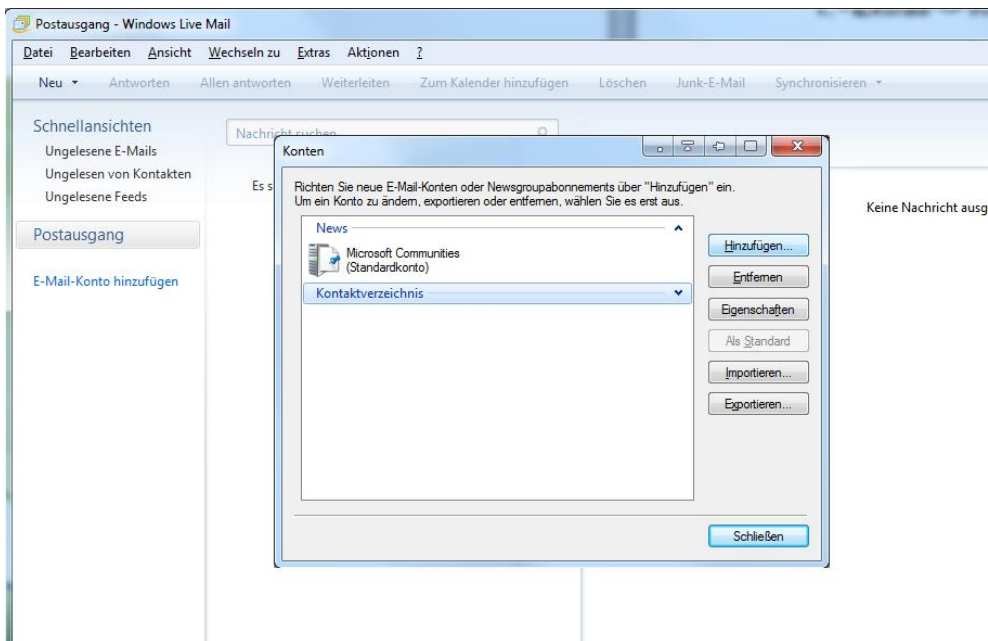 Postausgang - Windows Live Mail
Datei Bearbeiten Ansicht Wechseln zu Extras Aktionen ?
Neu Antworten Allen antworten Weiterleiten Zum Kalender hinzufügen Löschen Junk-E-Mail Synchronisieren
Schnellansichten
Ungelesene E-Mails
Ungelesen von Kontakten
Ungelesene Feeds
Postausgang
E-Mail-Konto hinzufügen
Nachricht suchen
Es s
Keine Nachricht ausg
Konten
Richten Sie neue E-Mail-Konten oder Newsgroupabonnements über "Hinzufügen" ein.
Um ein Konto zu ändern, exportieren oder entfernen, wählen Sie es erst aus.
News
Microsoft Communities
(Standardkonto)
Kontaktverzeichnis
Hinzufügen...
Entfernen
Eigenschaften
Als Standard
Importieren...
Exportieren...
Schließen